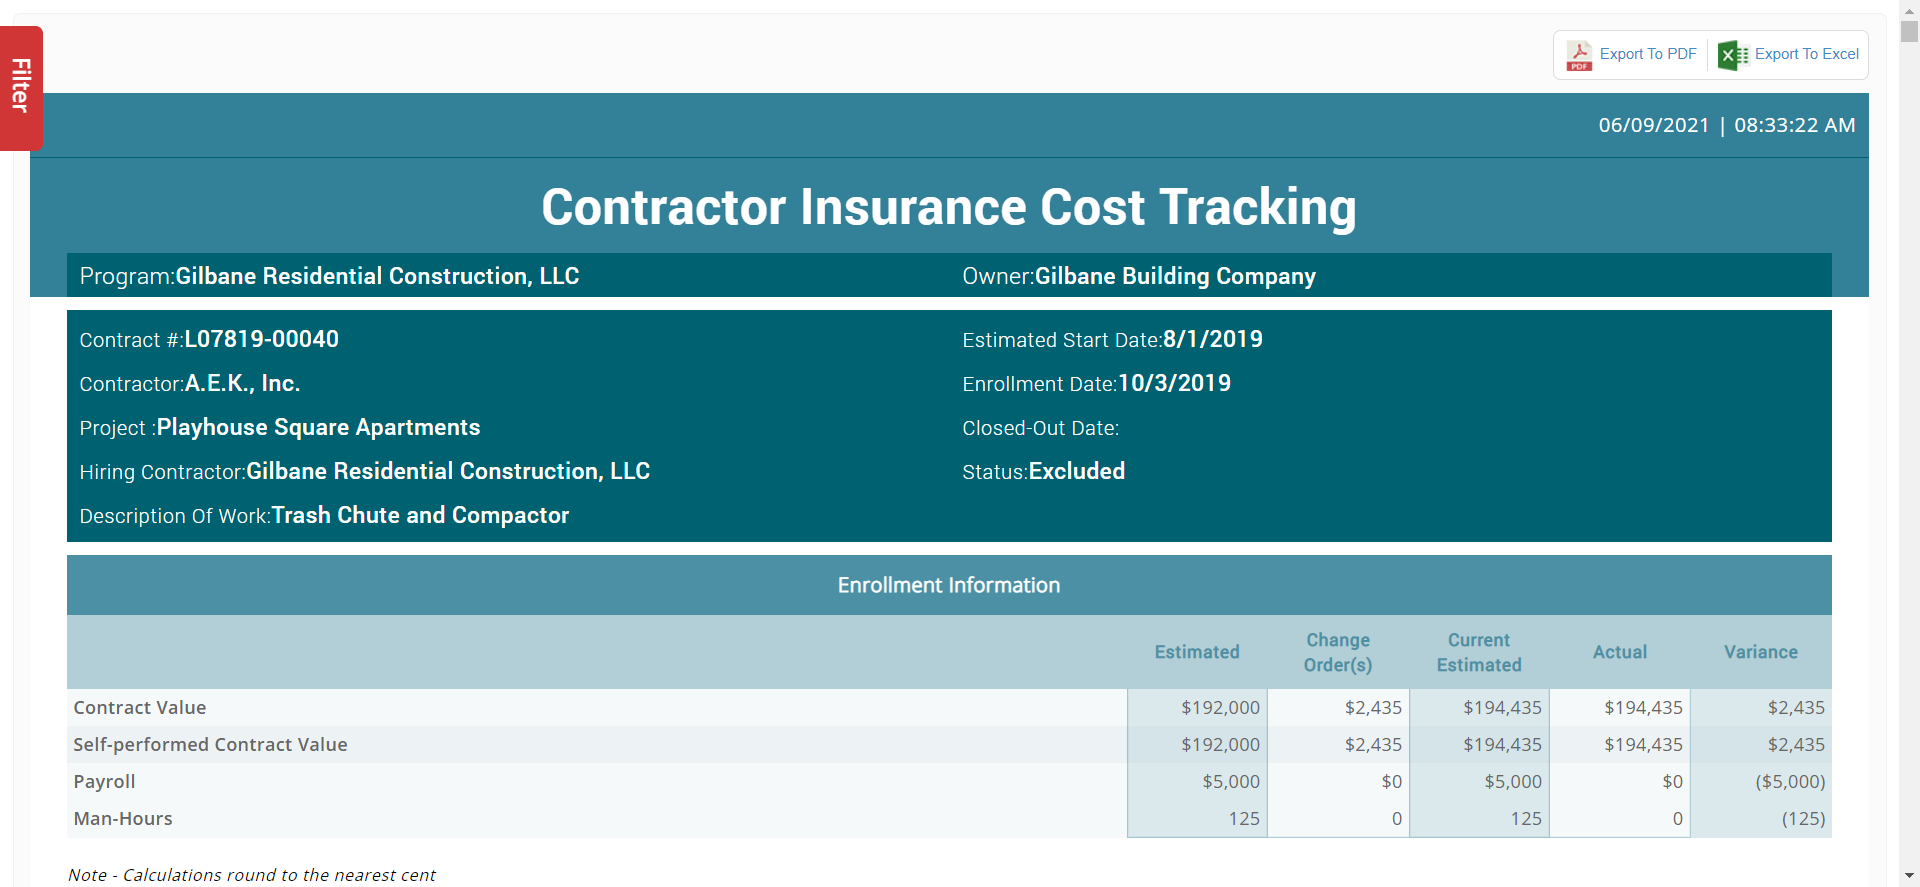 Filter
Export To PDF
Export To Excel
06/09/2021 | 08:33:22 AM
Contractor Insurance Cost Tracking
Program:Gilbane Residential Construction, LLC
Owner:Gilbane Building Company
Contract #:L07819-00040
Estimated Start Date:8/1/2019
Contractor:A.E.K., Inc.
Enrollment Date:10/3/2019
Project :Playhouse Square Apartments
Closed-Out Date:
Hiring Contractor:Gilbane Residential Construction, LLC
Status:Excluded
Description Of Work:Trash Chute and Compactor
Enrollment Information
Estimated
Change
Order(s)
Current
Estimated
Actual
Variance
Contract Value $192,000 $2,435 $194,435 $194,435 $2,435
Self-performed Contract Value $192,000 $2,435 $194,435 $194,435 $2,435
Payroll $5,000 $0 $5,000 $0 ($5,000)
Man-Hours 125 0 125 0 (125)
Note - Calculations round to the nearest cent